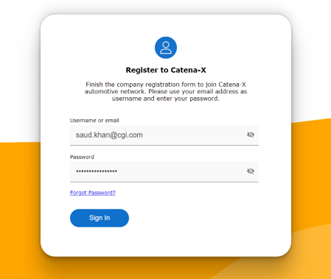 Register to Catena-X
Finish the company registration form to join Catena-X
automotive network. Please use your email address as
username and enter your password.
Username or email
saud.khan@cgi.com
Password
••••••••••••••••
Forgot Password?
Sign In